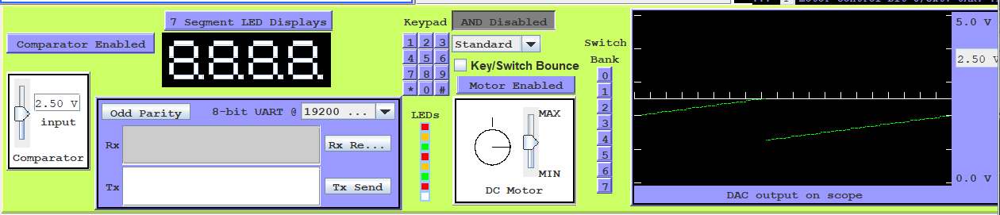 7 Segment LED Displays
Comparator Enabled
8.8.8.8.
2.50 V
input
Comparator
Odd Parity
8-bit UART @
19200 ...
Rx
Rx Re...
Tx
Tx Send
Keypad
1 2 3
4 5 6
7 8 9
* 0 #
AND Disabled
Standard
Key/Switch Bounce
Motor Enabled
LEDs
MAX
MIN
DC Motor
Switch
Bank
0
1
2
3
4
5
6
7
5.0 V
2.50 V
0.0 V
DAC output on scope